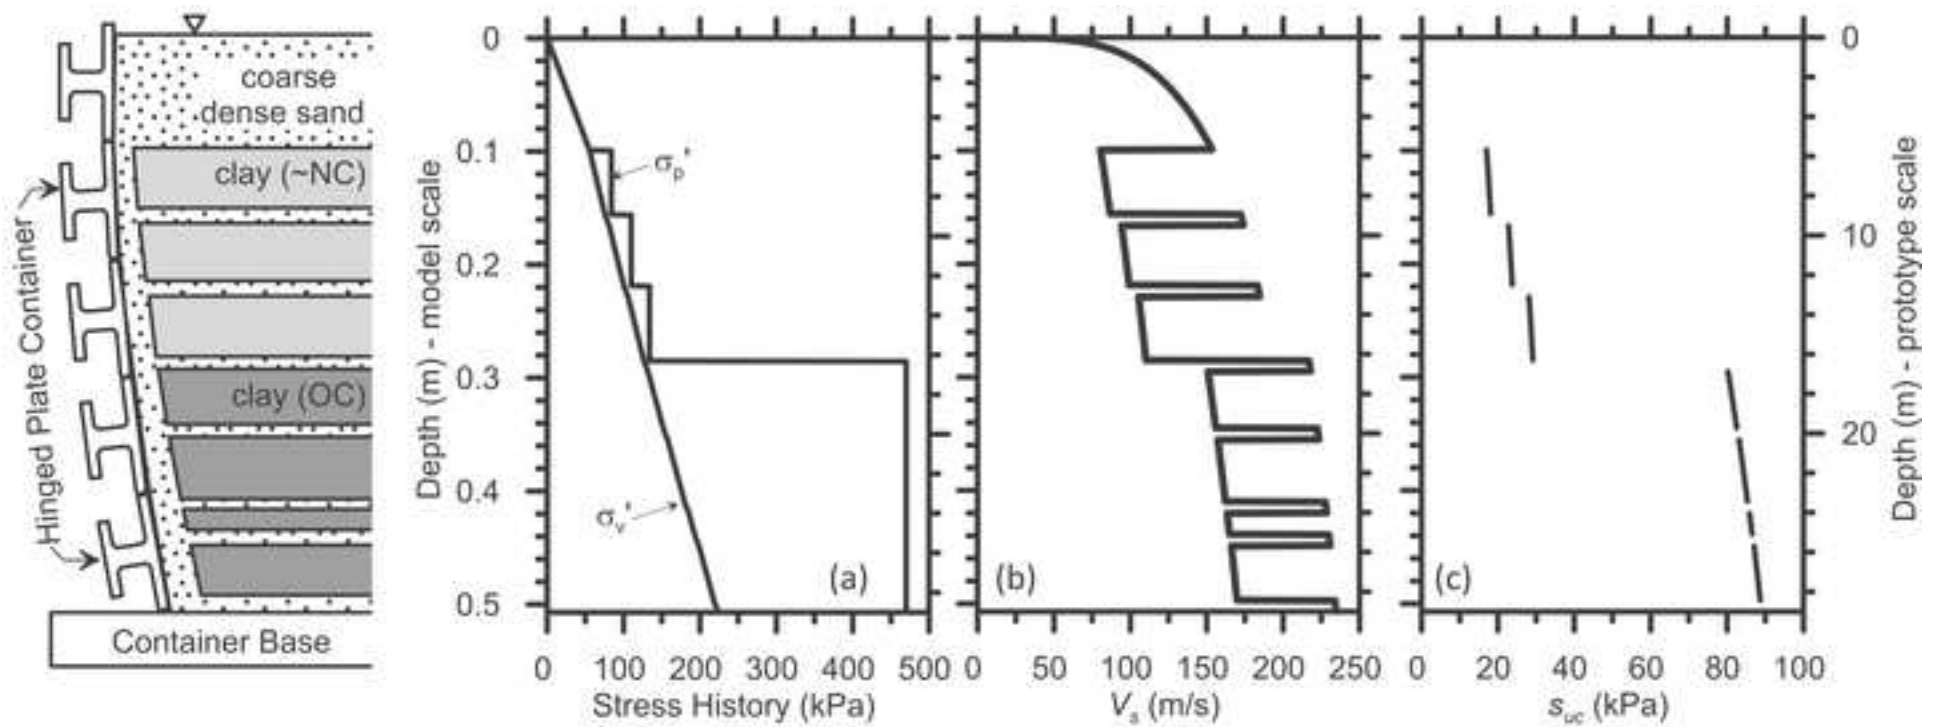 coarse
dense sand
clay (~NC)
clay (OC)
Hinged Plate Container
Container Base
Depth (m) - model scale
0
0.1
0.2
0.3
0.4
0.5
σp'
σv'
(a)
0 100 200 300 400 500
Stress History (kPa)
(b)
0 50 100 150 200 250
Vs (m/s)
(c)
0 20 40 60 80 100
suc (kPa)
0
10
20
Depth (m) - prototype scale